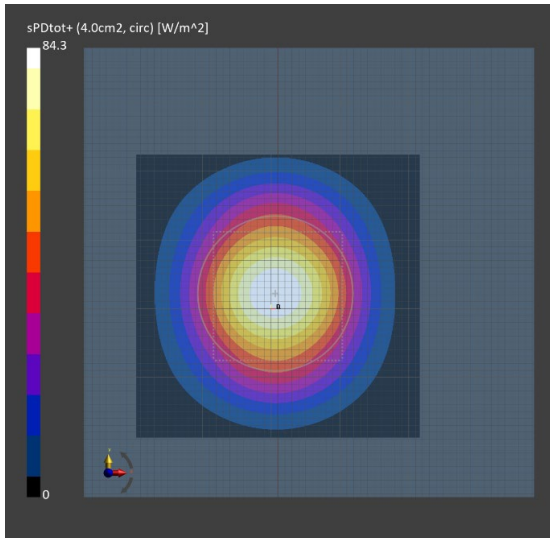 sPDtot+ (4.0cm2, circ) [W/m^2]
84.3
n
0